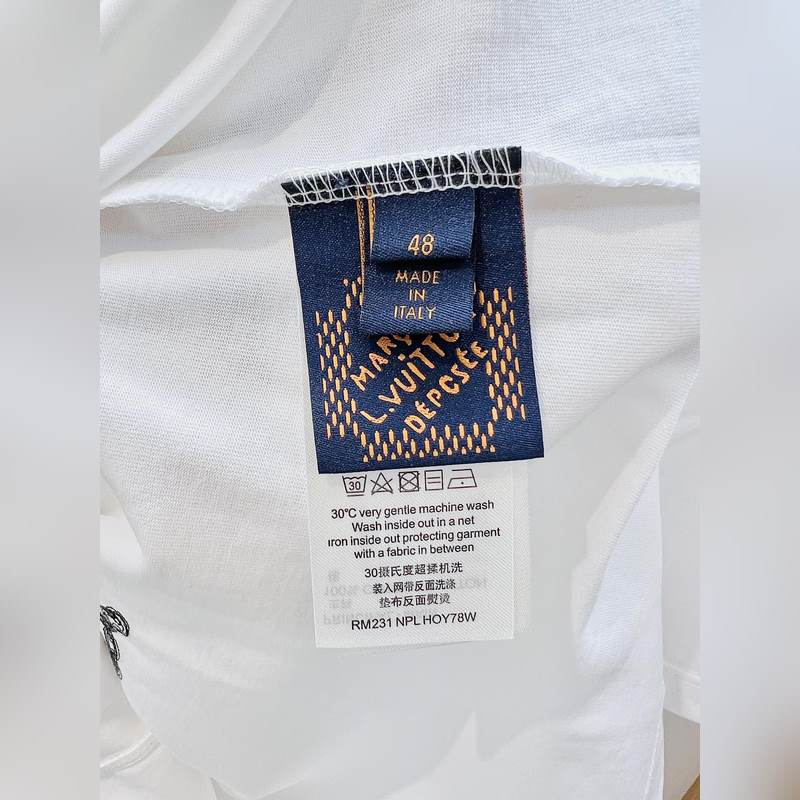 48
MADE
IN
ITALY
L.VUITTON
DÉPOSÉE
30
30℃ very gentle machine wash
Wash inside out in a net
iron inside out protecting garment
with a fabric in between
30摄氏度超揉机洗
装入网带反面洗涤
垫布反面熨烫
RM231 NPL HOY78W